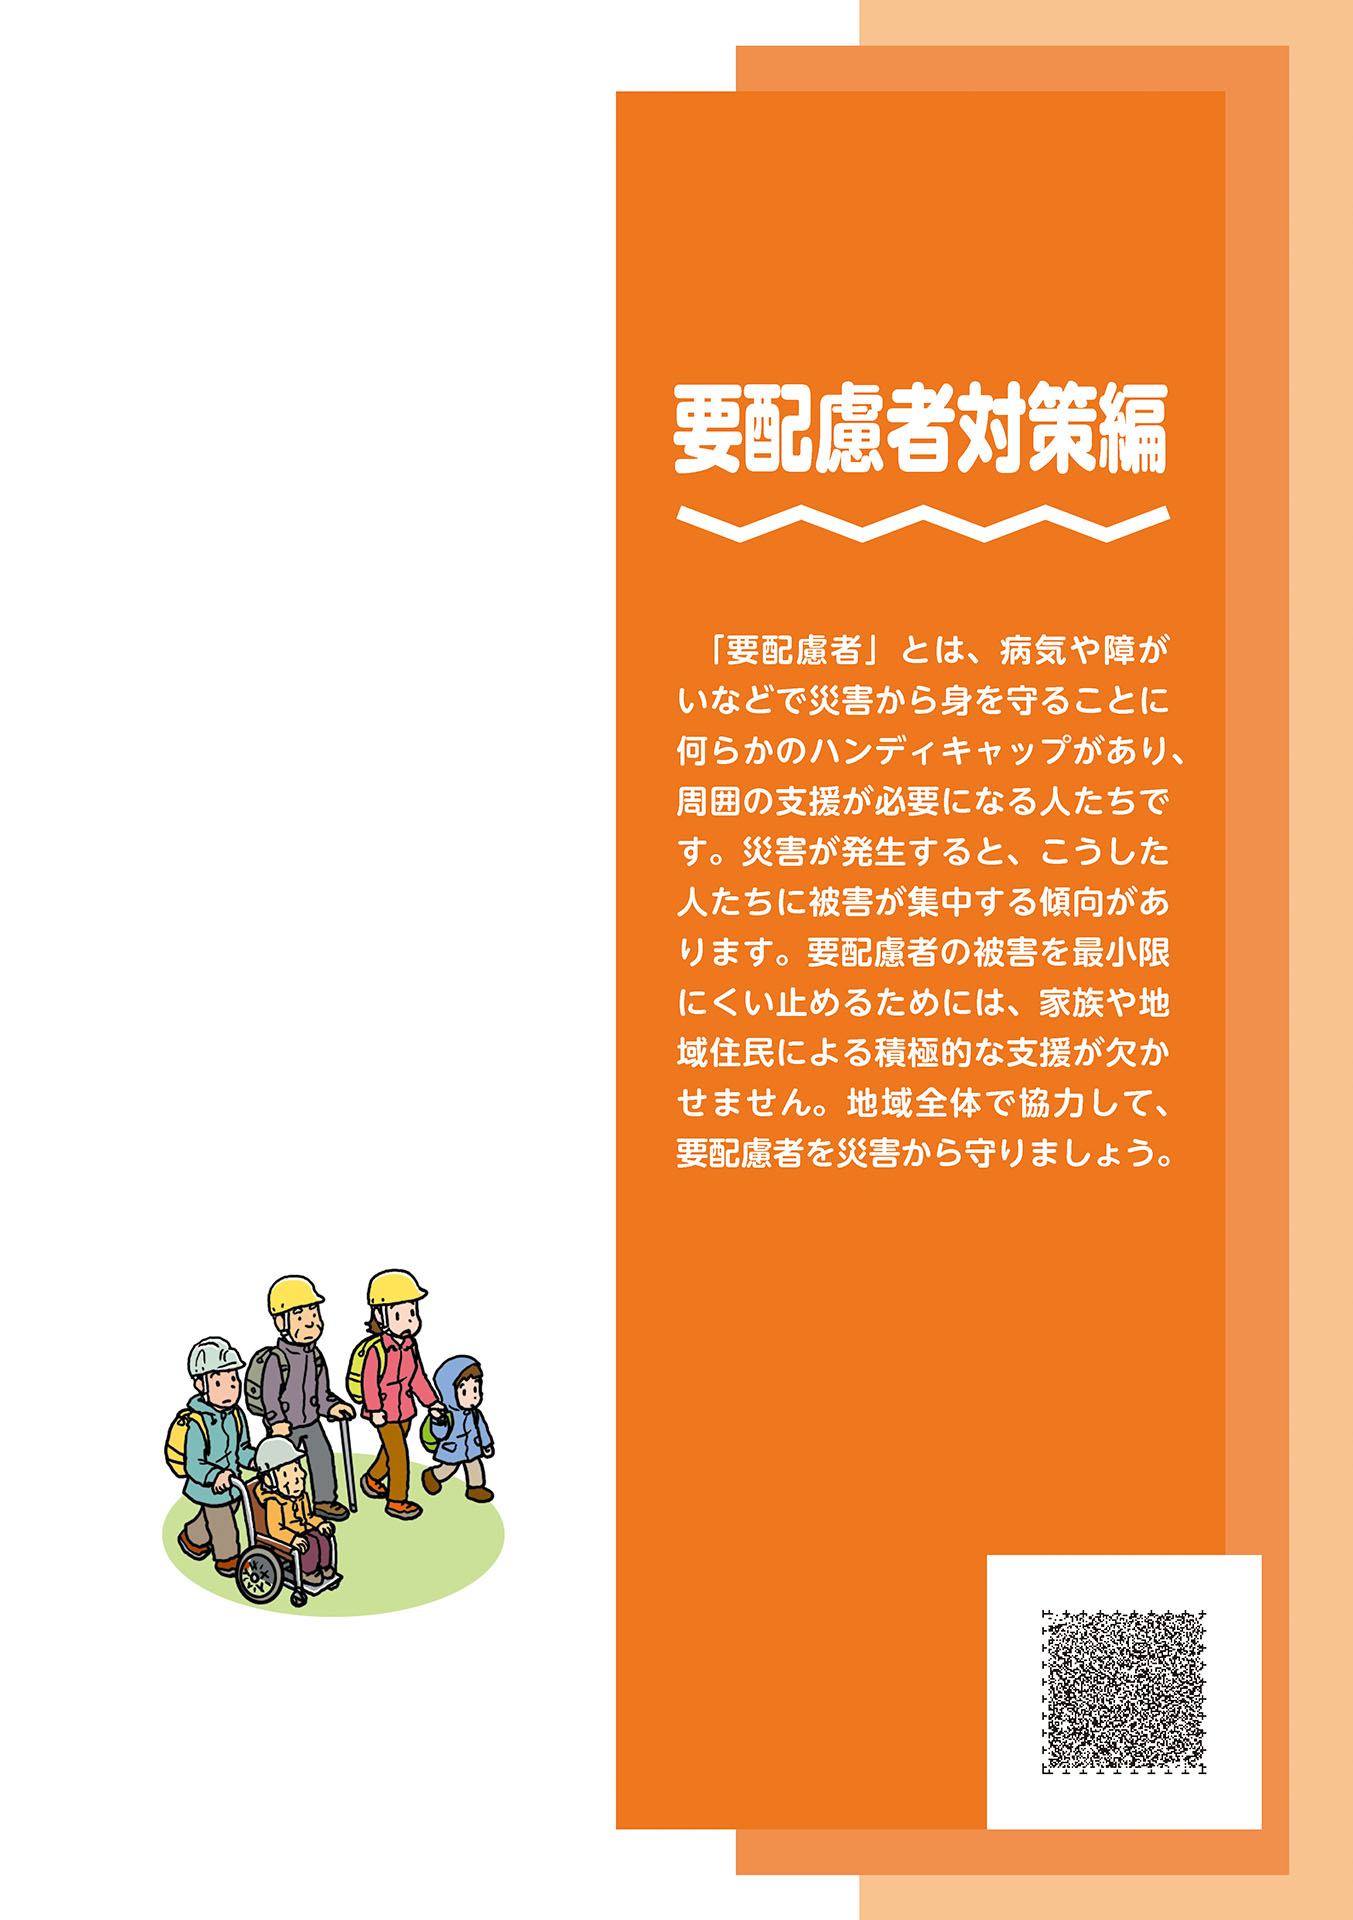 要配慮者対策編
「要配慮者」とは、病気や障が
いなどで災害から身を守ることに
何らかのハンディキャップがあり、
周囲の支援が必要になる人たちで
す。災害が発生すると、こうした
人たちに被害が集中する傾向があ
ります。要配慮者の被害を最小限
にくい止めるためには、家族や地
域住民による積極的な支援が欠か
せません。地域全体で協力して、
要配慮者を災害から守りましょう。